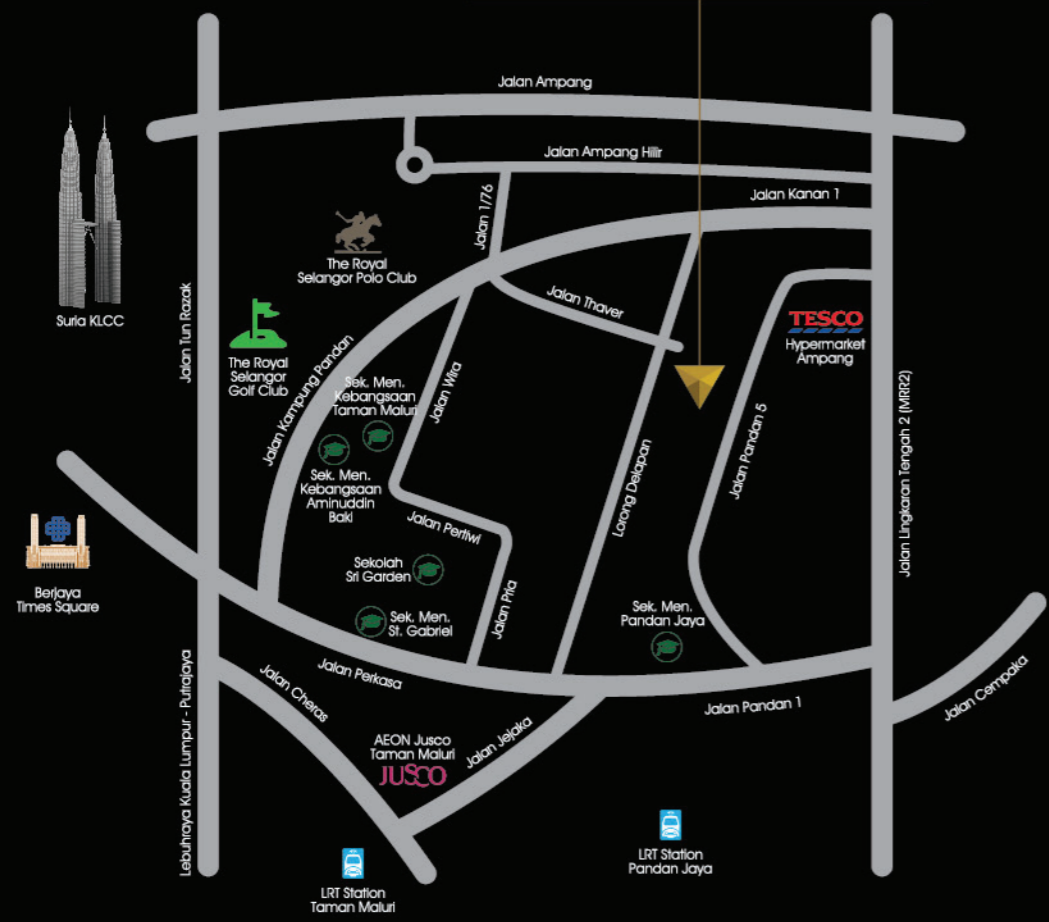 Jalan Ampang
Jalan Ampang Hilir
Jalan Kanan 1
Jalan 1/76
The Royal
Selangor Polo Club
Suria KLCC
Jalan Tun Razak
Jalan Thaver
TESCO
Hypermarket
Ampang
The Royal
Selangor
Golf Club
Jalan Kampung Pandan
Sek. Men.
Kebangsaan
Taman Maluri
Jalan Wira
Sek. Men.
Kebangsaan
Aminuddin
Baki
Jalan Pandan 5
Lorong Delapan
Jalan Lingkaran Tengah 2 (MRR2)
Jalan Pertiwi
Berjaya
Times Square
Sekolah
Sri Garden
Jalan Pria
Sek. Men.
St. Gabriel
Sek. Men.
Pandan Jaya
Jalan Perkasa
Jalan Cheras
Jalan Pandan 1
Jalan Cempaka
Lebuhraya Kuala Lumpur - Putrajaya
AEON Jusco
Taman Maluri
JUSCO
Jalan Jejaka
LRT Station
Pandan Jaya
LRT Station
Taman Maluri